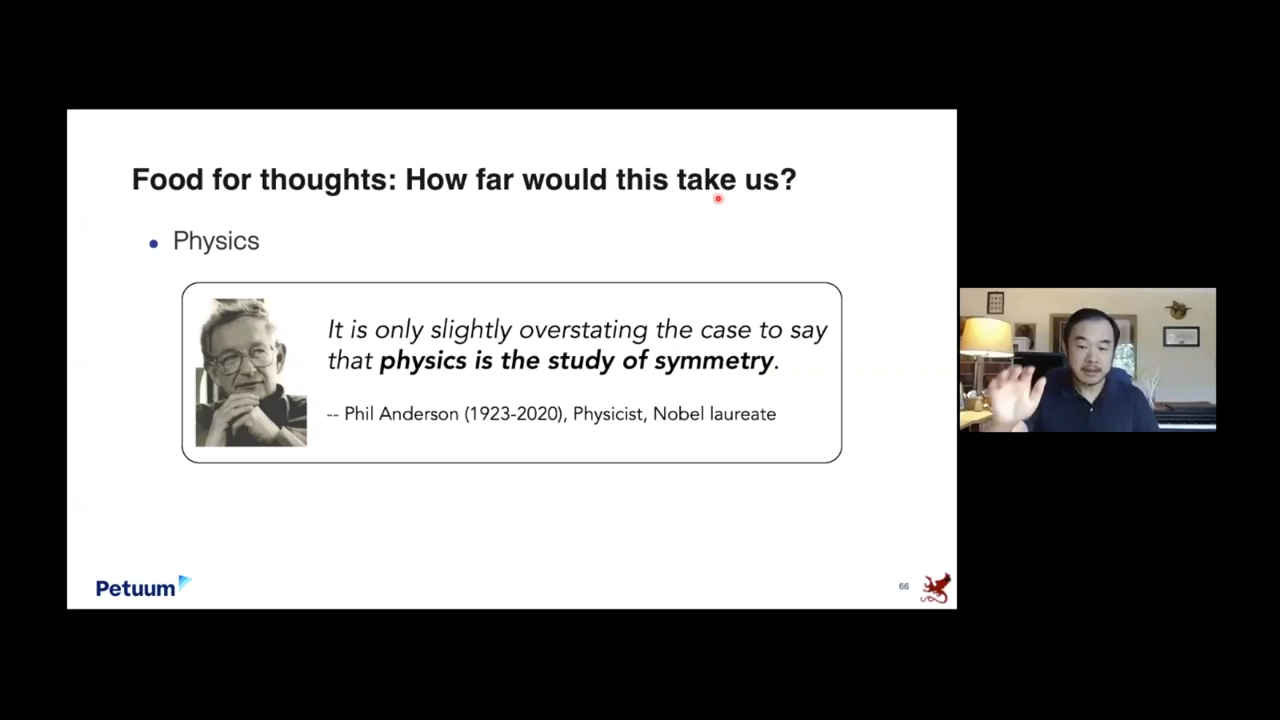 Food for thoughts: How far would this take us?
• Physics
It is only slightly overstating the case to say
that physics is the study of symmetry.
-- Phil Anderson (1923-2020), Physicist, Nobel laureate
Petuum
66